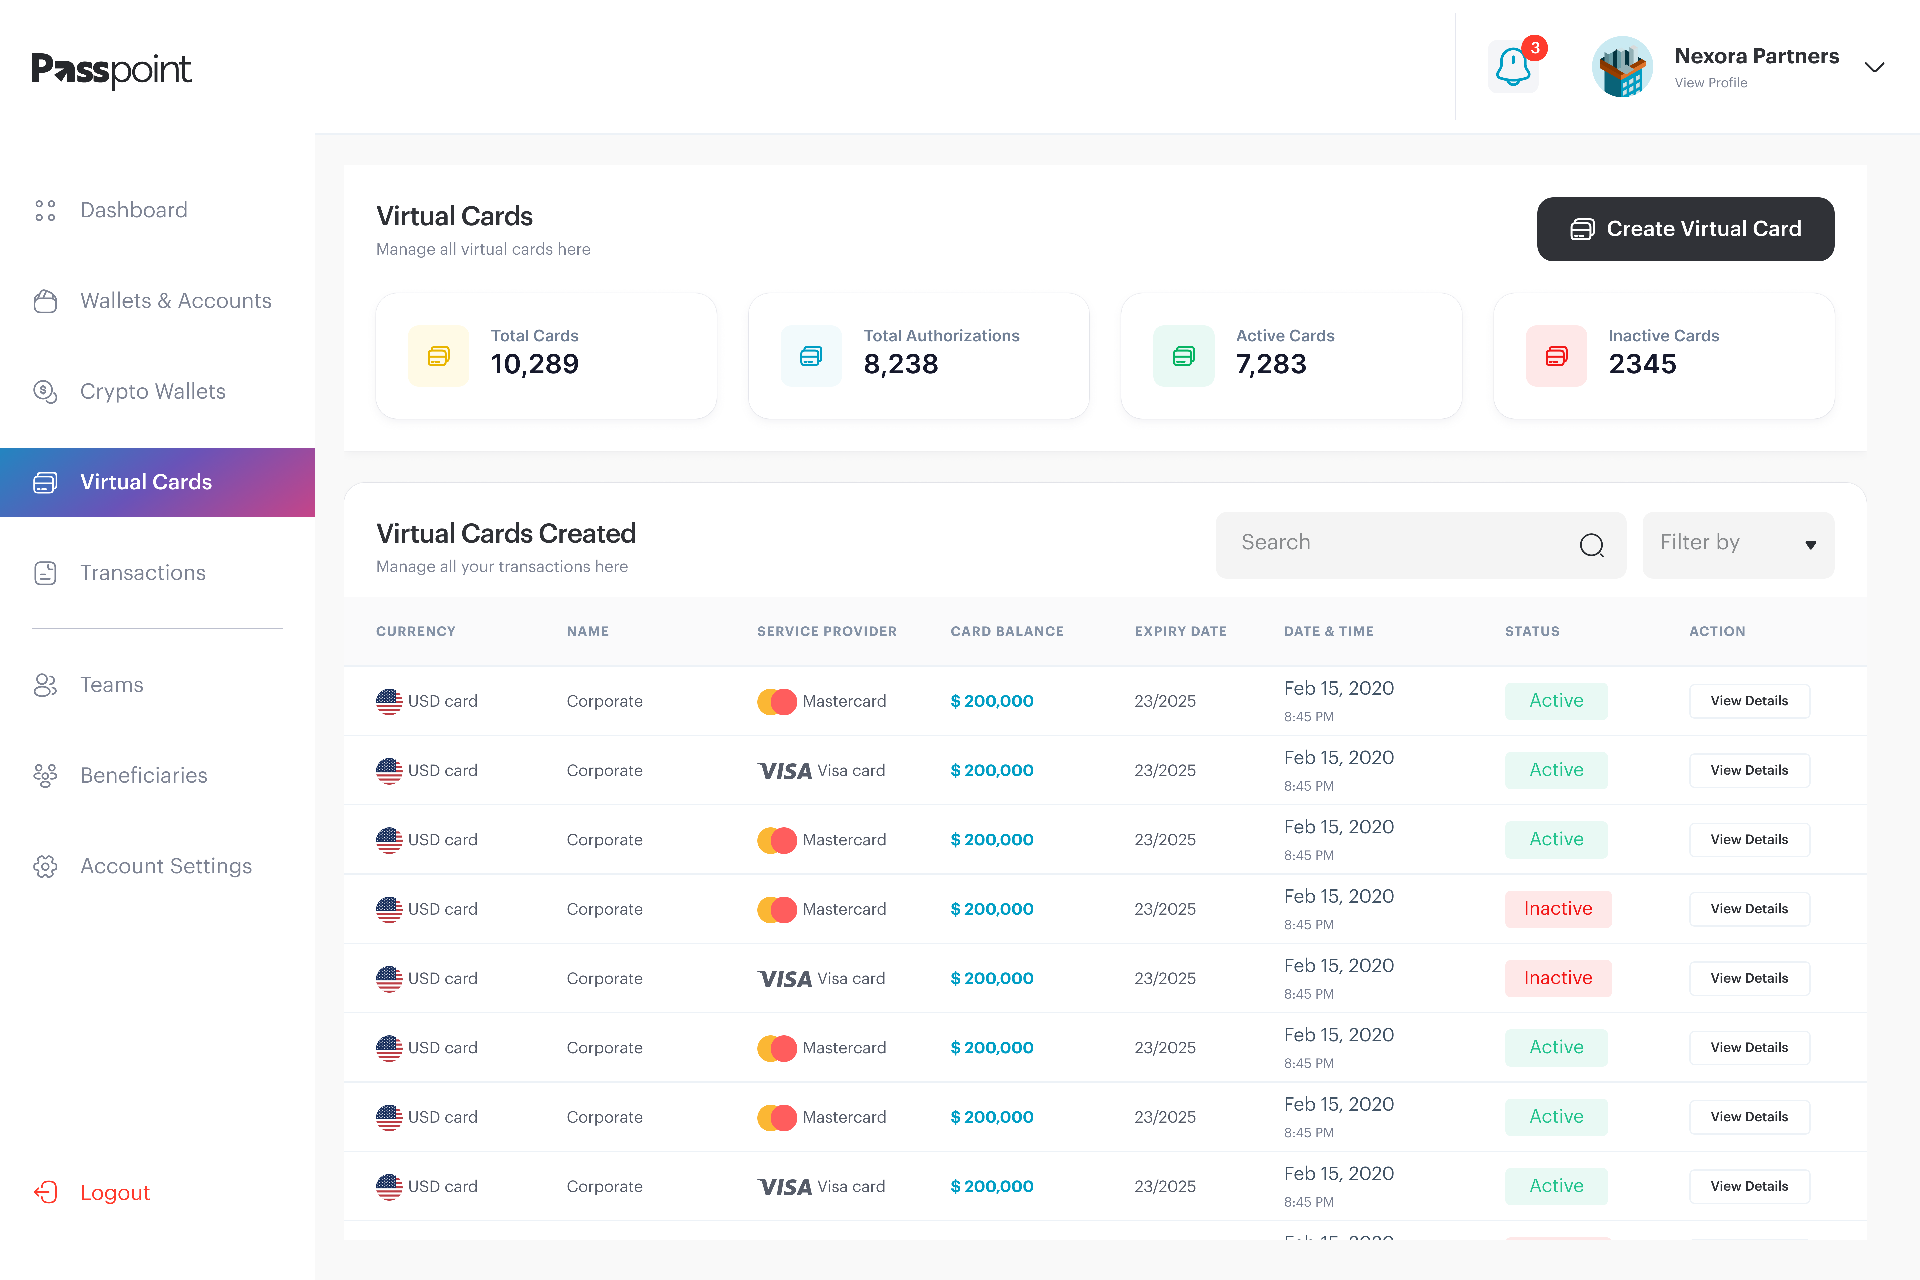 Passpoint
3
Nexora Partners
View Profile
Dashboard
Wallets & Accounts
Crypto Wallets
Virtual Cards
Transactions
Teams
Beneficiaries
Account Settings
Logout
Virtual Cards
Manage all virtual cards here
Create Virtual Card
Total Cards
10,289
Total Authorizations
8,238
Active Cards
7,283
Inactive Cards
2345
Virtual Cards Created
Manage all your transactions here
Search
Filter by
CURRENCY NAME SERVICE PROVIDER CARD BALANCE EXPIRY DATE DATE & TIME STATUS ACTION
USD card Corporate Mastercard $ 200,000 23/2025 Feb 15, 2020 8:45 PM Active View Details
USD card Corporate VISA Visa card $ 200,000 23/2025 Feb 15, 2020 8:45 PM Active View Details
USD card Corporate Mastercard $ 200,000 23/2025 Feb 15, 2020 8:45 PM Active View Details
USD card Corporate Mastercard $ 200,000 23/2025 Feb 15, 2020 8:45 PM Inactive View Details
USD card Corporate VISA Visa card $ 200,000 23/2025 Feb 15, 2020 8:45 PM Inactive View Details
USD card Corporate Mastercard $ 200,000 23/2025 Feb 15, 2020 8:45 PM Active View Details
USD card Corporate Mastercard $ 200,000 23/2025 Feb 15, 2020 8:45 PM Active View Details
USD card Corporate VISA Visa card $ 200,000 23/2025 Feb 15, 2020 8:45 PM Active View Details